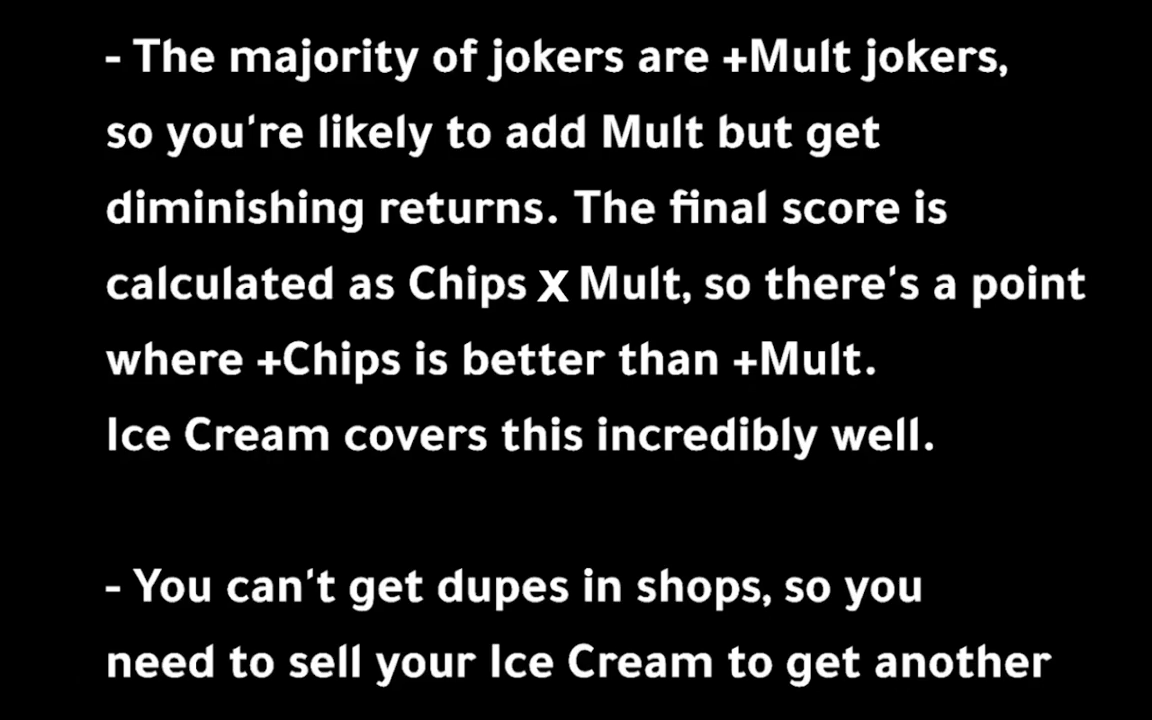 - The majority of jokers are +Mult jokers,
so you're likely to add Mult but get
diminishing returns. The final score is
calculated as Chips X Mult, so there's a point
where +Chips is better than +Mult.
Ice Cream covers this incredibly well.
- You can't get dupes in shops, so you
need to sell your Ice Cream to get another